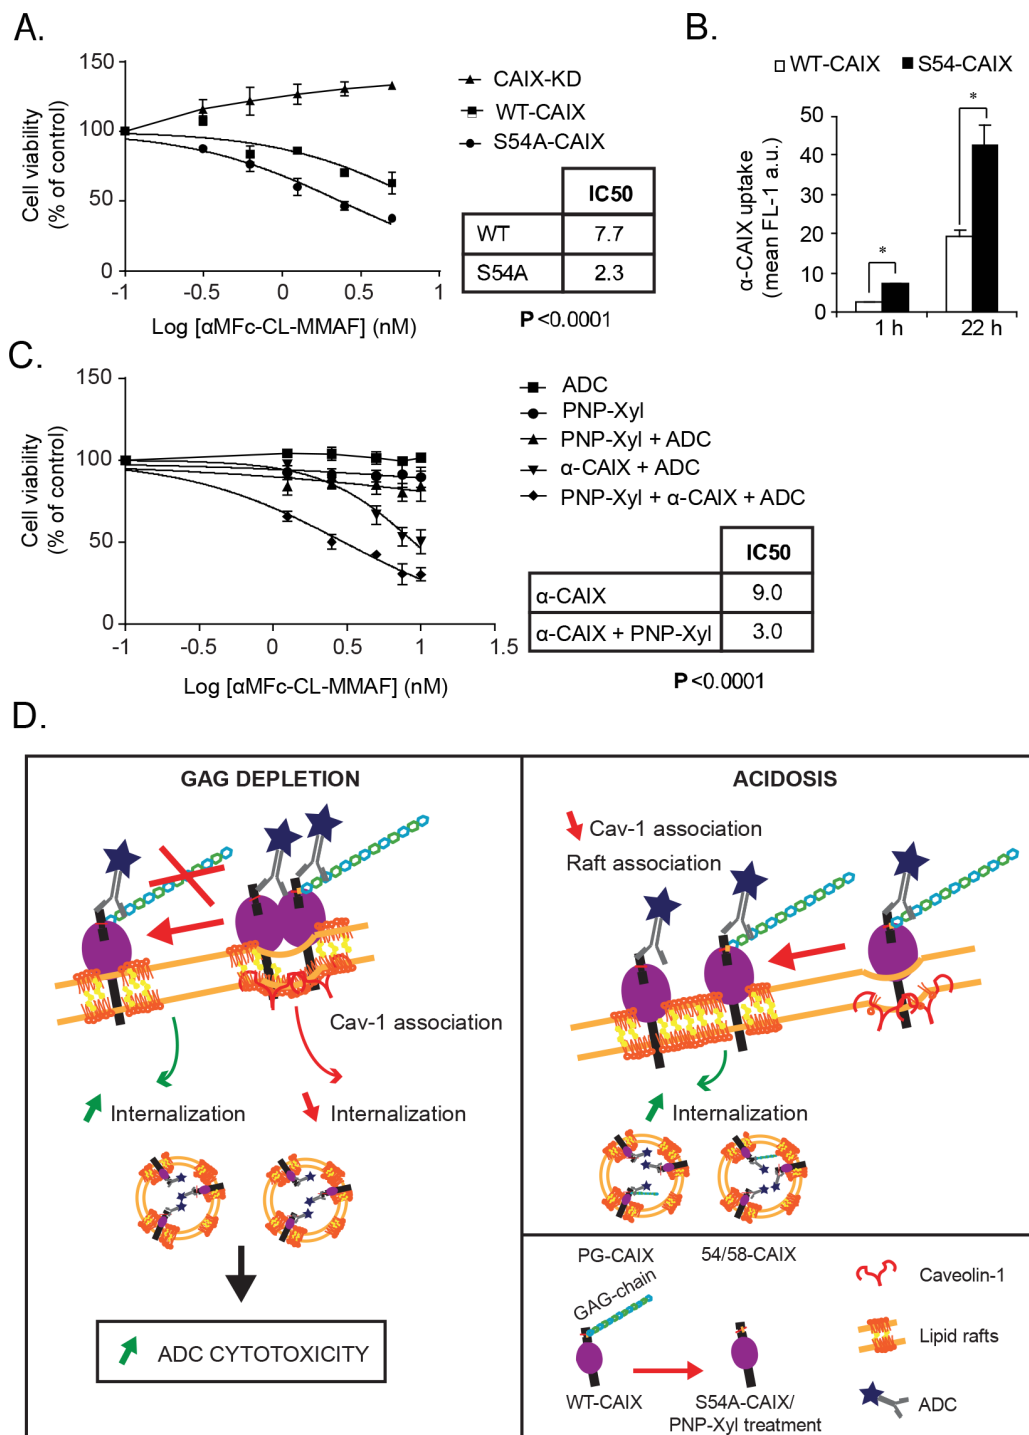 A.
150
100
50
0
Cell viability
(% of control)
-1
-0.5
0
0.5
1
Log [αMFc-CL-MMAF] (nM)
CAIX-KD
WT-CAIX
S54A-CAIX
IC50
WT 7.7
S54A 2.3
P<0.0001
B.
WT-CAIX S54-CAIX
50
40
30
20
10
0
α-CAIX uptake
(mean FL-1 a.u.)
*
*
1 h 22 h
C.
150
100
50
0
Cell viability
(% of control)
-1
-0.5
0
0.5
1
1.5
Log [αMFc-CL-MMAF] (nM)
ADC
PNP-Xyl
PNP-Xyl + ADC
α-CAIX + ADC
PNP-Xyl + α-CAIX + ADC
IC50
α-CAIX 9.0
α-CAIX + PNP-Xyl 3.0
P<0.0001
D.
GAG DEPLETION
Cav-1 association
Internalization
Internalization
ADC CYTOTOXICITY
ACIDOSIS
Cav-1 association
Raft association
Internalization
PG-CAIX 54/58-CAIX
GAG-chain
WT-CAIX
S54A-CAIX/
PNP-Xyl treatment
Caveolin-1
Lipid rafts
ADC